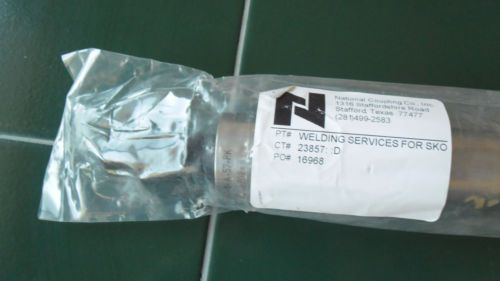 National Coupling Co., Inc.
1316 Staffordshire Road
Stafford, Texas 77477
(281)499-2583
PT# WELDING SERVICES FOR SKO
CT# 23857
PO# 16968